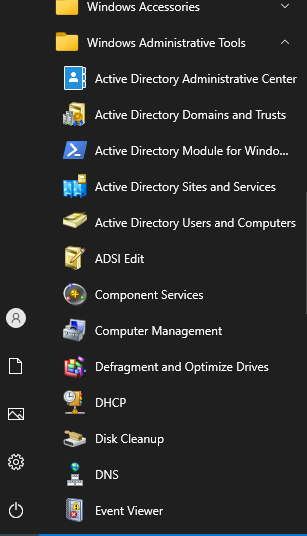 Windows Accessories
Windows Administrative Tools
Active Directory Administrative Center
Active Directory Domains and Trusts
Active Directory Module for Windo...
Active Directory Sites and Services
Active Directory Users and Computers
ADSI Edit
Component Services
Computer Management
Defragment and Optimize Drives
DHCP
Disk Cleanup
DNS
Event Viewer